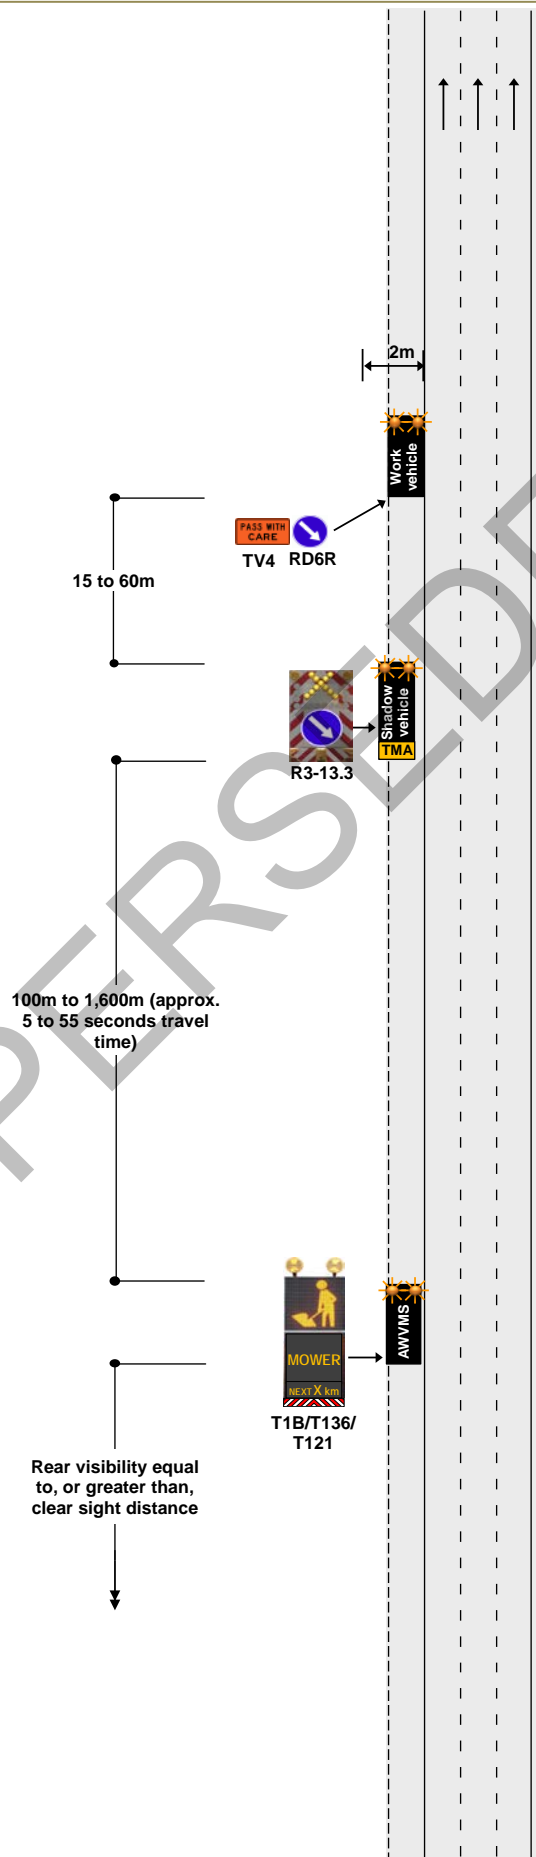 2m
Work
vehicle
PASS WITH
CARE
TV4 RD6R
15 to 60m
Shadow
vehicle
TMA
R3-13.3
100m to 1,600m (approx.
5 to 55 seconds travel
time)
AWVMS
MOWER
NEXT X km
T1B/T136/
T121
Rear visibility equal
to, or greater than,
clear sight distance
PERSEDE